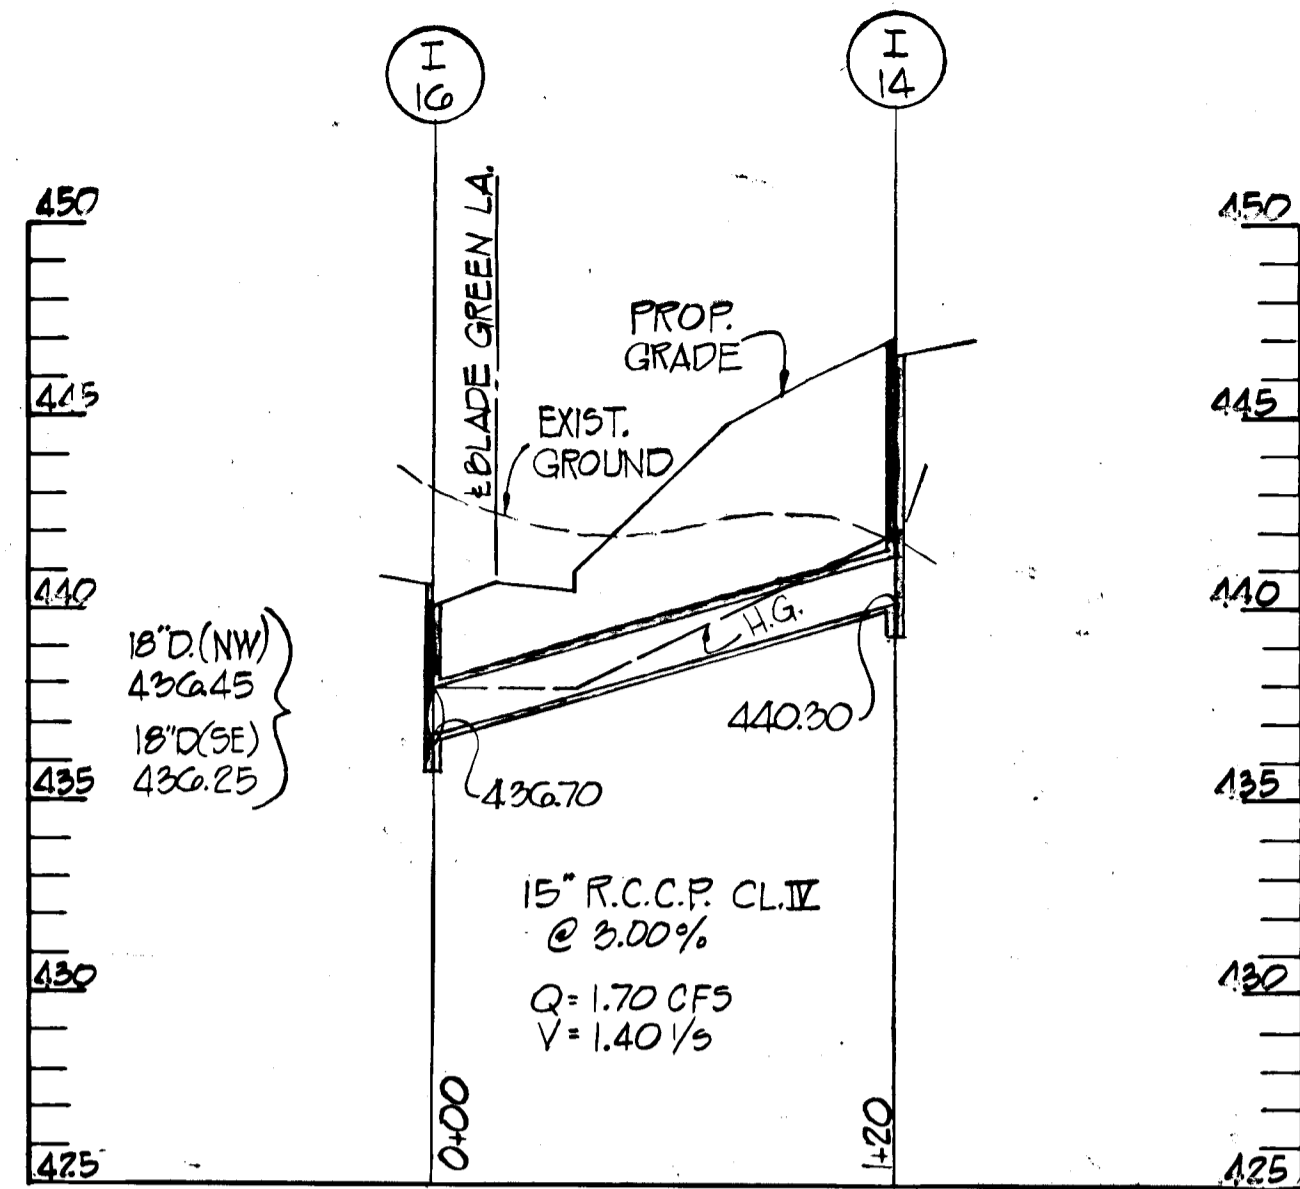 I
16
I
14
450
445
440
435
430
425
℄ BLADE GREEN LA.
PROP.
GRADE
EXIST.
GROUND
H.G.
18"D.(NW)
436.45
18"D(SE)
436.25
436.70
440.30
15" R.C.C.P. CL.IV
@ 3.00%
Q = 1.70 CFS
V = 1.40 '/s
0+00
1+20
450
445
440
435
430
425